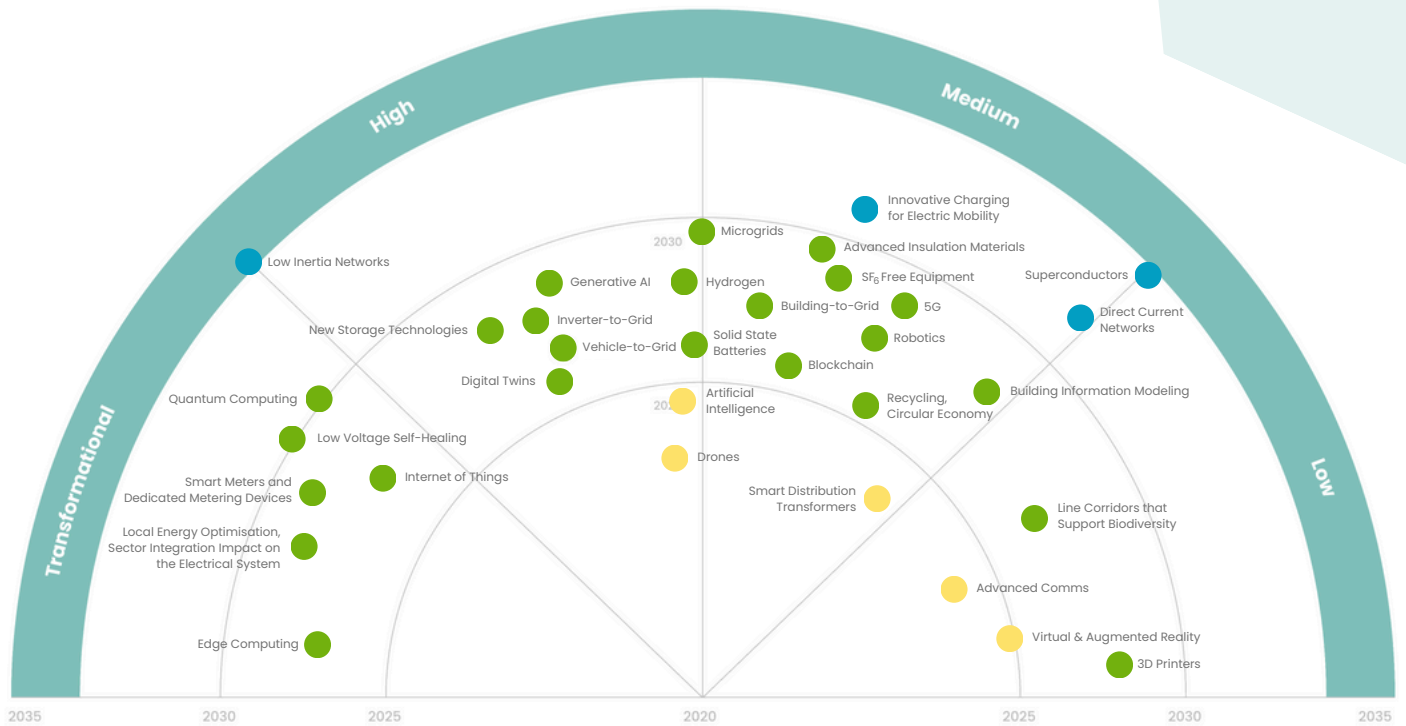 High
Medium
Transformational
Low
Innovative Charging
for Electric Mobility
Microgrids
2030
Advanced Insulation Materials
Low Inertia Networks
Superconductors
SF6 Free Equipment
Generative AI
Hydrogen
Building-to-Grid
5G
Direct Current
Networks
Inverter-to-Grid
New Storage Technologies
Solid State
Batteries
Robotics
Vehicle-to-Grid
Blockchain
Digital Twins
Building Information Modeling
Artificial
Intelligence
Quantum Computing
Recycling,
Circular Economy
Low Voltage Self-Healing
Drones
Internet of Things
Smart Meters and
Dedicated Metering Devices
Smart Distribution
Transformers
Line Corridors that
Support Biodiversity
Local Energy Optimisation,
Sector Integration Impact on
the Electrical System
Advanced Comms
Virtual & Augmented Reality
Edge Computing
3D Printers
2035
2030
2025
2020
2025
2030
2035